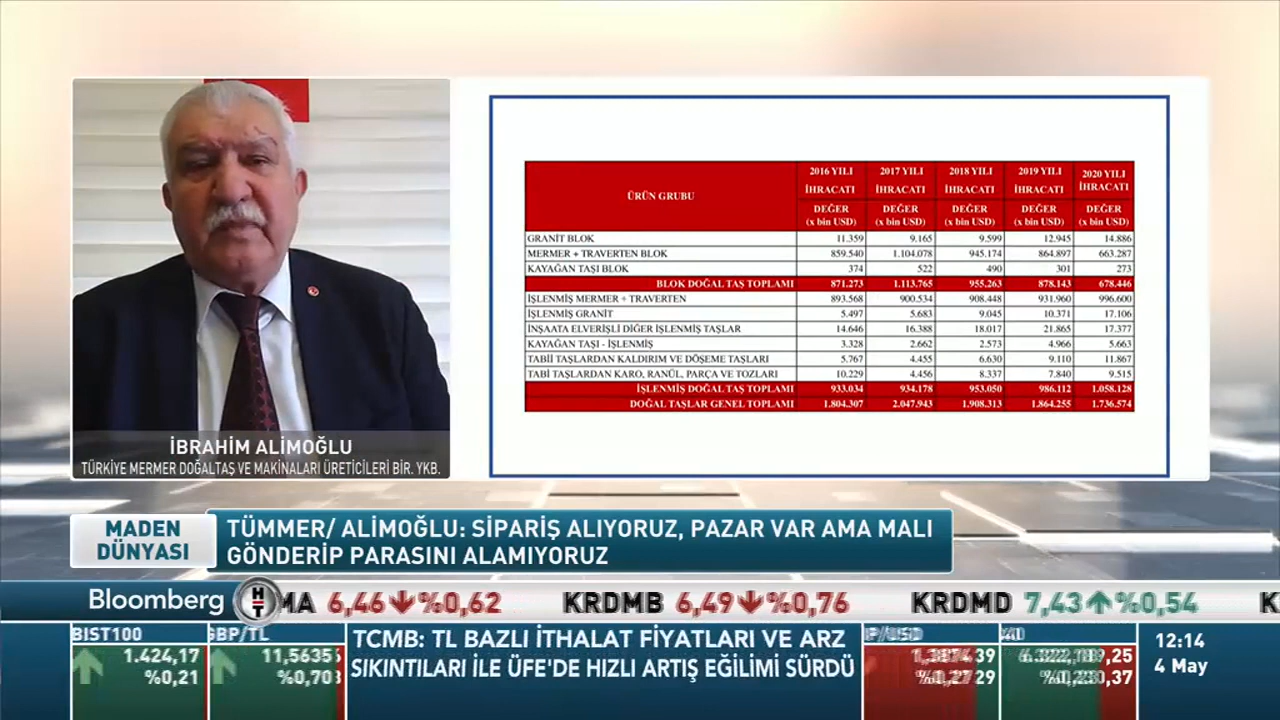 ÜRÜN GRUBU
2016 YILI İHRACATI 2017 YILI İHRACATI 2018 YILI İHRACATI 2019 YILI İHRACATI 2020 YILI İHRACATI
DEĞER (x bin USD) DEĞER (x bin USD) DEĞER (x bin USD) DEĞER (x bin USD) DEĞER (x bin USD)
GRANİT BLOK 11.359 9.165 9.599 12.945 14.886
MERMER + TRAVERTEN BLOK 859.540 1.104.078 945.174 864.897 663.287
KAYAĞAN TAŞI BLOK 374 522 490 301 273
BLOK DOĞAL TAŞ TOPLAMI 871.273 1.113.765 955.263 878.143 678.446
İŞLENMİŞ MERMER + TRAVERTEN 893.568 900.534 908.448 931.960 996.600
İŞLENMİŞ GRANİT 5.497 5.683 9.045 10.371 17.106
İNŞAATA ELVERİŞLİ DİĞER İŞLENMİŞ TAŞLAR 14.646 16.388 18.017 21.865 17.377
KAYAĞAN TAŞI - İŞLENMİŞ 3.328 2.662 2.573 4.966 5.663
TABİİ TAŞLARDAN KALDIRIM VE DÖŞEME TAŞLARI 5.767 4.455 6.630 9.110 11.867
TABİ TAŞLARDAN KARO, RANÜL, PARÇA VE TOZLARI 10.229 4.456 8.337 7.840 9.515
İŞLENMİŞ DOĞAL TAŞ TOPLAMI 933.034 934.178 953.050 986.112 1.058.128
DOĞAL TAŞLAR GENEL TOPLAMI 1.804.307 2.047.943 1.908.313 1.864.255 1.736.574
İBRAHİM ALİMOĞLU
TÜRKİYE MERMER DOĞALTAŞ VE MAKİNALARI ÜRETİCİLERİ BİR. YKB.
MADEN DÜNYASI
TÜMMER/ ALİMOĞLU: SİPARİŞ ALIYORUZ, PAZAR VAR AMA MALI
GÖNDERİP PARASINI ALAMIYORUZ
Bloomberg HT MA 6,46 %0,62 KRDMB 6,49 %0,76 KRDMD 7,43 %0,54 K
BIST100 1.424,17 %0,21
GBP/TL 11,5635 %0,70
TCMB: TL BAZLI İTHALAT FİYATLARI VE ARZ
SIKINTILARI İLE ÜFE'DE HIZLI ARTIŞ EĞİLİMİ SÜRDÜ
12:14
4 May